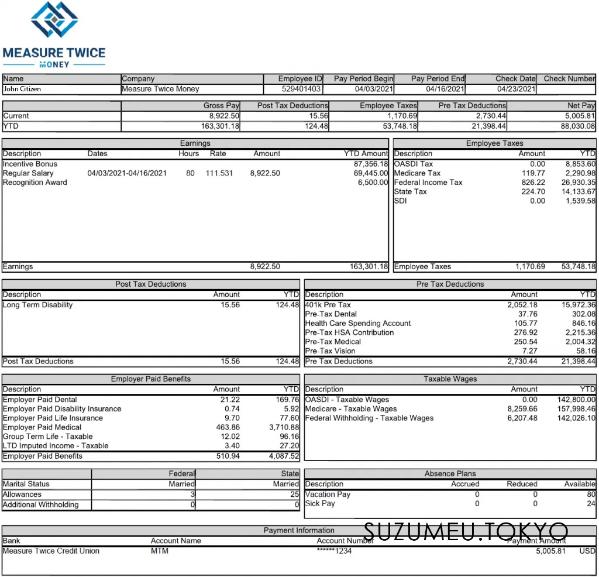 MEASURE TWICE
MONEY
Name Company Employee ID Pay Period Begin Pay Period End Check Date Check Number
John Citizen Measure Twice Money 529401403 04/03/2021 04/16/2021 04/23/2021
Gross Pay Post Tax Deductions Employee Taxes Pre Tax Deductions Net Pay
Current 8,922.50 15.56 1,170.69 2,730.44 5,005.81
YTD 163,301.18 124.48 53,748.18 21,398.44 88,030.08
Earnings
Description Dates Hours Rate Amount YTD Amount
Incentive Bonus 87,356.18
Regular Salary 04/03/2021-04/16/2021 80 111.531 8,922.50 69,445.00
Recognition Award 6,500.00
Earnings 8,922.50 163,301.18
Employee Taxes
Description Amount YTD
OASDI Tax 0.00 8,853.60
Medicare Tax 119.77 2,290.98
Federal Income Tax 826.22 26,930.35
State Tax 224.70 14,133.67
SDI 0.00 1,539.58
Employee Taxes 1,170.69 53,748.18
Post Tax Deductions
Description Amount YTD
Long Term Disability 15.56 124.48
Post Tax Deductions 15.56 124.48
Pre Tax Deductions
Description Amount YTD
401k Pre Tax 2,052.18 15,972.36
Pre-Tax Dental 37.76 302.08
Health Care Spending Account 105.77 846.16
Pre-Tax HSA Contribution 276.92 2,215.36
Pre-Tax Medical 250.54 2,004.32
Pre-Tax Vision 7.27 58.16
Pre Tax Deductions 2,730.44 21,398.44
Employer Paid Benefits
Description Amount YTD
Employer Paid Dental 21.22 169.76
Employer Paid Disability Insurance 0.74 5.92
Employer Paid Life Insurance 9.70 77.60
Employer Paid Medical 463.86 3,710.88
Group Term Life - Taxable 12.02 96.16
LTD Imputed Income - Taxable 3.40 27.20
Employer Paid Benefits 510.94 4,087.52
Taxable Wages
Description Amount YTD
OASDI - Taxable Wages 0.00 142,800.00
Medicare - Taxable Wages 8,259.66 157,998.46
Federal Withholding - Taxable Wages 6,207.48 142,026.10
Federal State
Marital Status Married Married
Allowances 3 25
Additional Withholding 0 0
Absence Plans
Description Accrued Reduced Available
Vacation Pay 0 0 80
Sick Pay 0 0 24
SUZUMEU.TOKYO
Payment Information
Bank Account Name Account Number Payment Amount
Measure Twice Credit Union MTM ******1234 5,005.81 USD